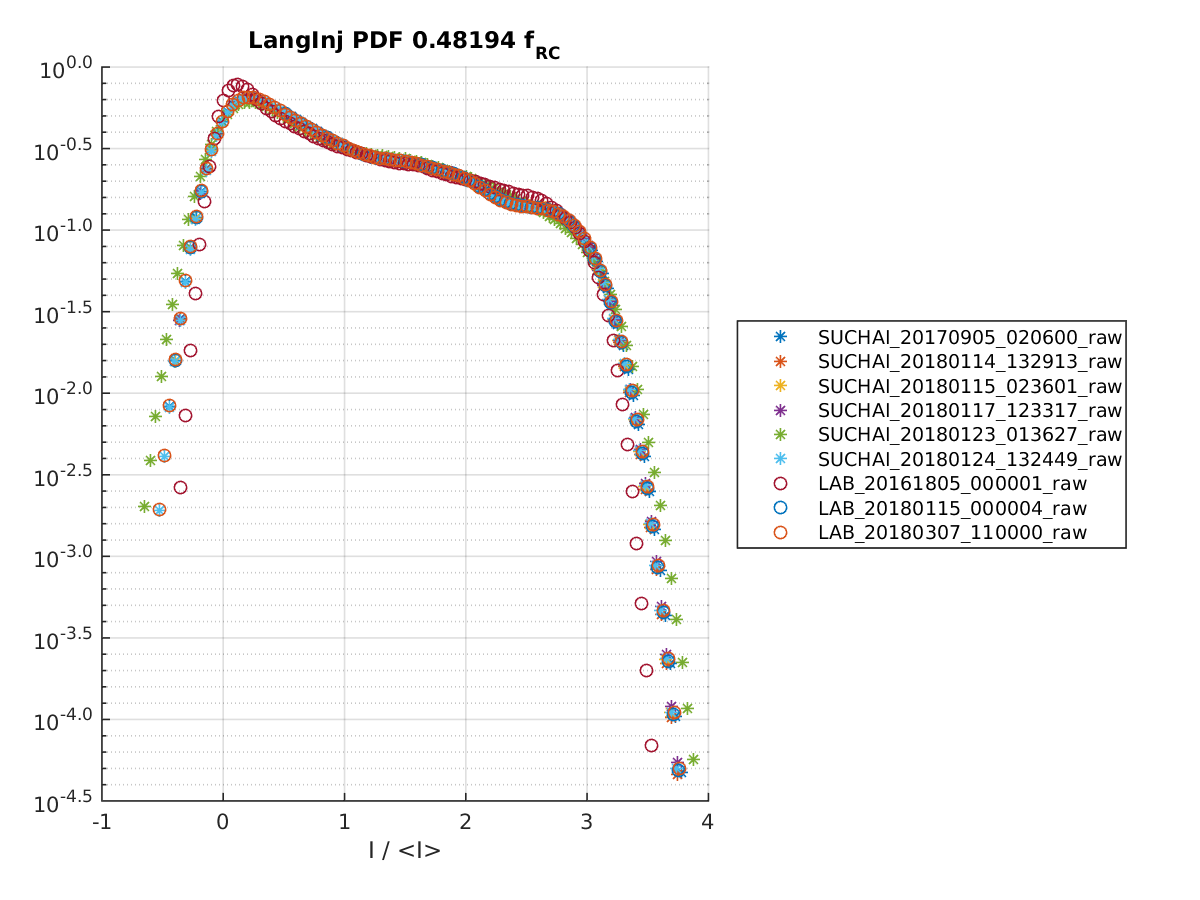 LangInj PDF 0.48194 f_RC
10^0.0
10^-0.5
10^-1.0
10^-1.5
10^-2.0
10^-2.5
10^-3.0
10^-3.5
10^-4.0
10^-4.5
-1 0 1 2 3 4
I / <I>
SUCHAI_20170905_020600_raw
SUCHAI_20180114_132913_raw
SUCHAI_20180115_023601_raw
SUCHAI_20180117_123317_raw
SUCHAI_20180123_013627_raw
SUCHAI_20180124_132449_raw
LAB_20161805_000001_raw
LAB_20180115_000004_raw
LAB_20180307_110000_raw